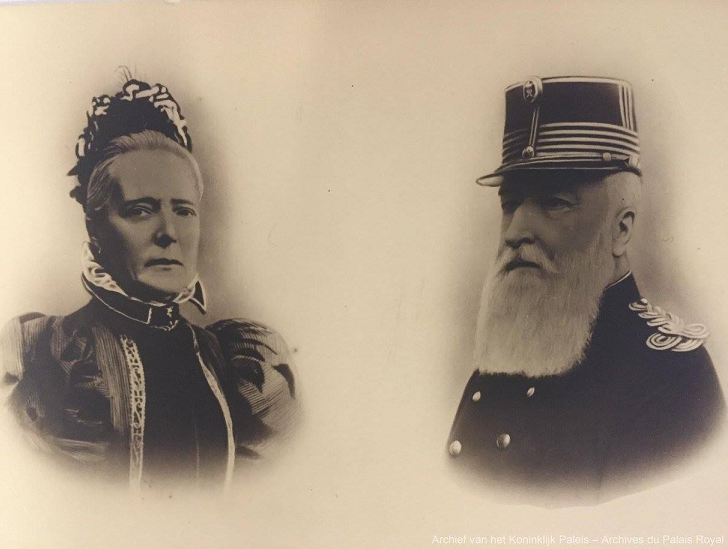 Archief van het Koninklijk Paleis – Archives du Palais Royal